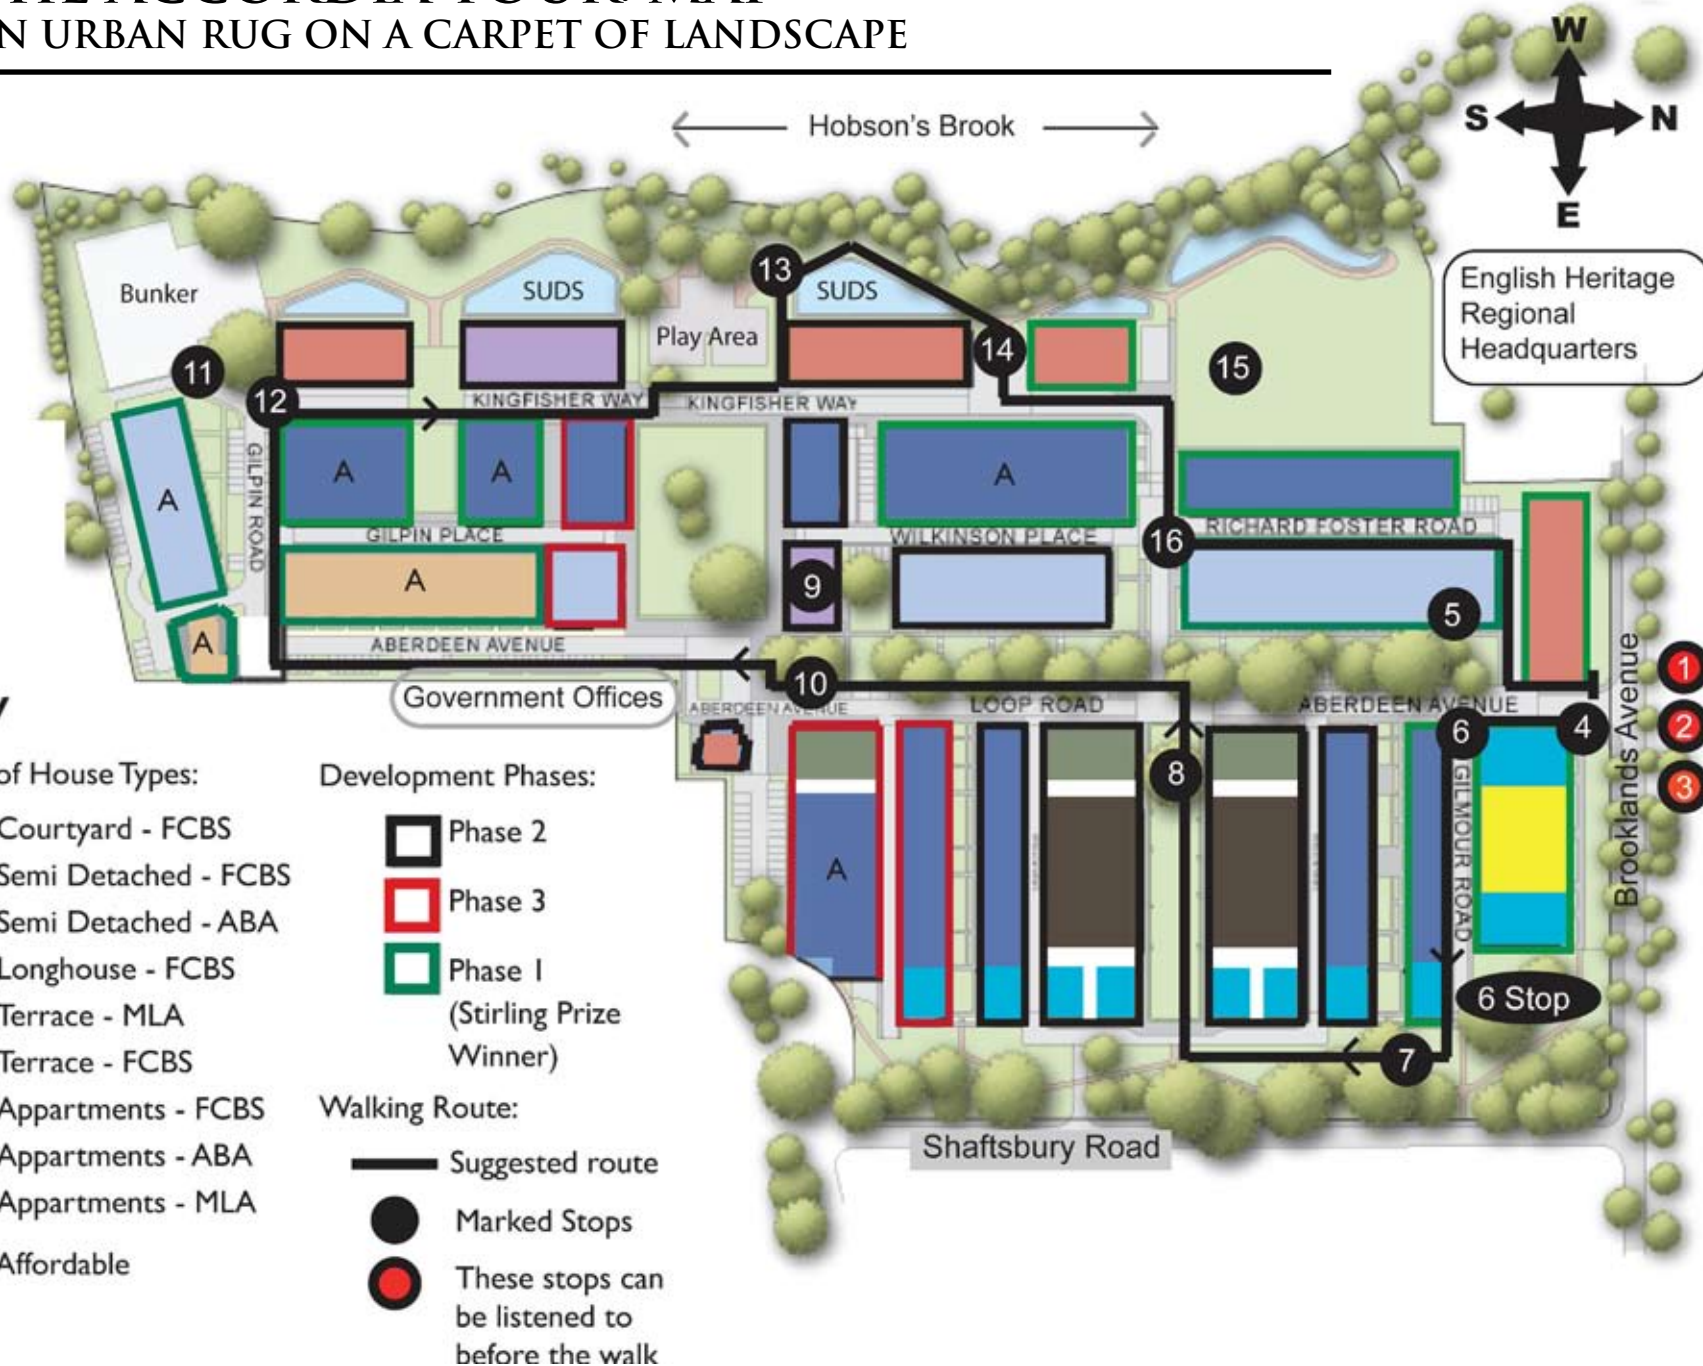 N URBAN RUG ON A CARPET OF LANDSCAPE
Hobson's Brook
W
S
N
E
English Heritage
Regional
Headquarters
Bunker
SUDS
SUDS
Play Area
13
14
15
11
12
KINGFISHER WAY
KINGFISHER WAY
A
A
A
A
GILPIN ROAD
GILPIN PLACE
WILKINSON PLACE
RICHARD FOSTER ROAD
16
A
9
5
A
ABERDEEN AVENUE
Government Offices
10
ABERDEEN AVENUE
LOOP ROAD
ABERDEEN AVENUE
6
4
Brooklands Avenue
1
2
3
8
GILMOUR ROAD
A
6 Stop
7
Shaftsbury Road
Y
of House Types:
Courtyard - FCBS
Semi Detached - FCBS
Semi Detached - ABA
Longhouse - FCBS
Terrace - MLA
Terrace - FCBS
Appartments - FCBS
Appartments - ABA
Appartments - MLA
Affordable
Development Phases:
Phase 2
Phase 3
Phase 1
(Stirling Prize
Winner)
Walking Route:
Suggested route
Marked Stops
These stops can
be listened to
before the walk